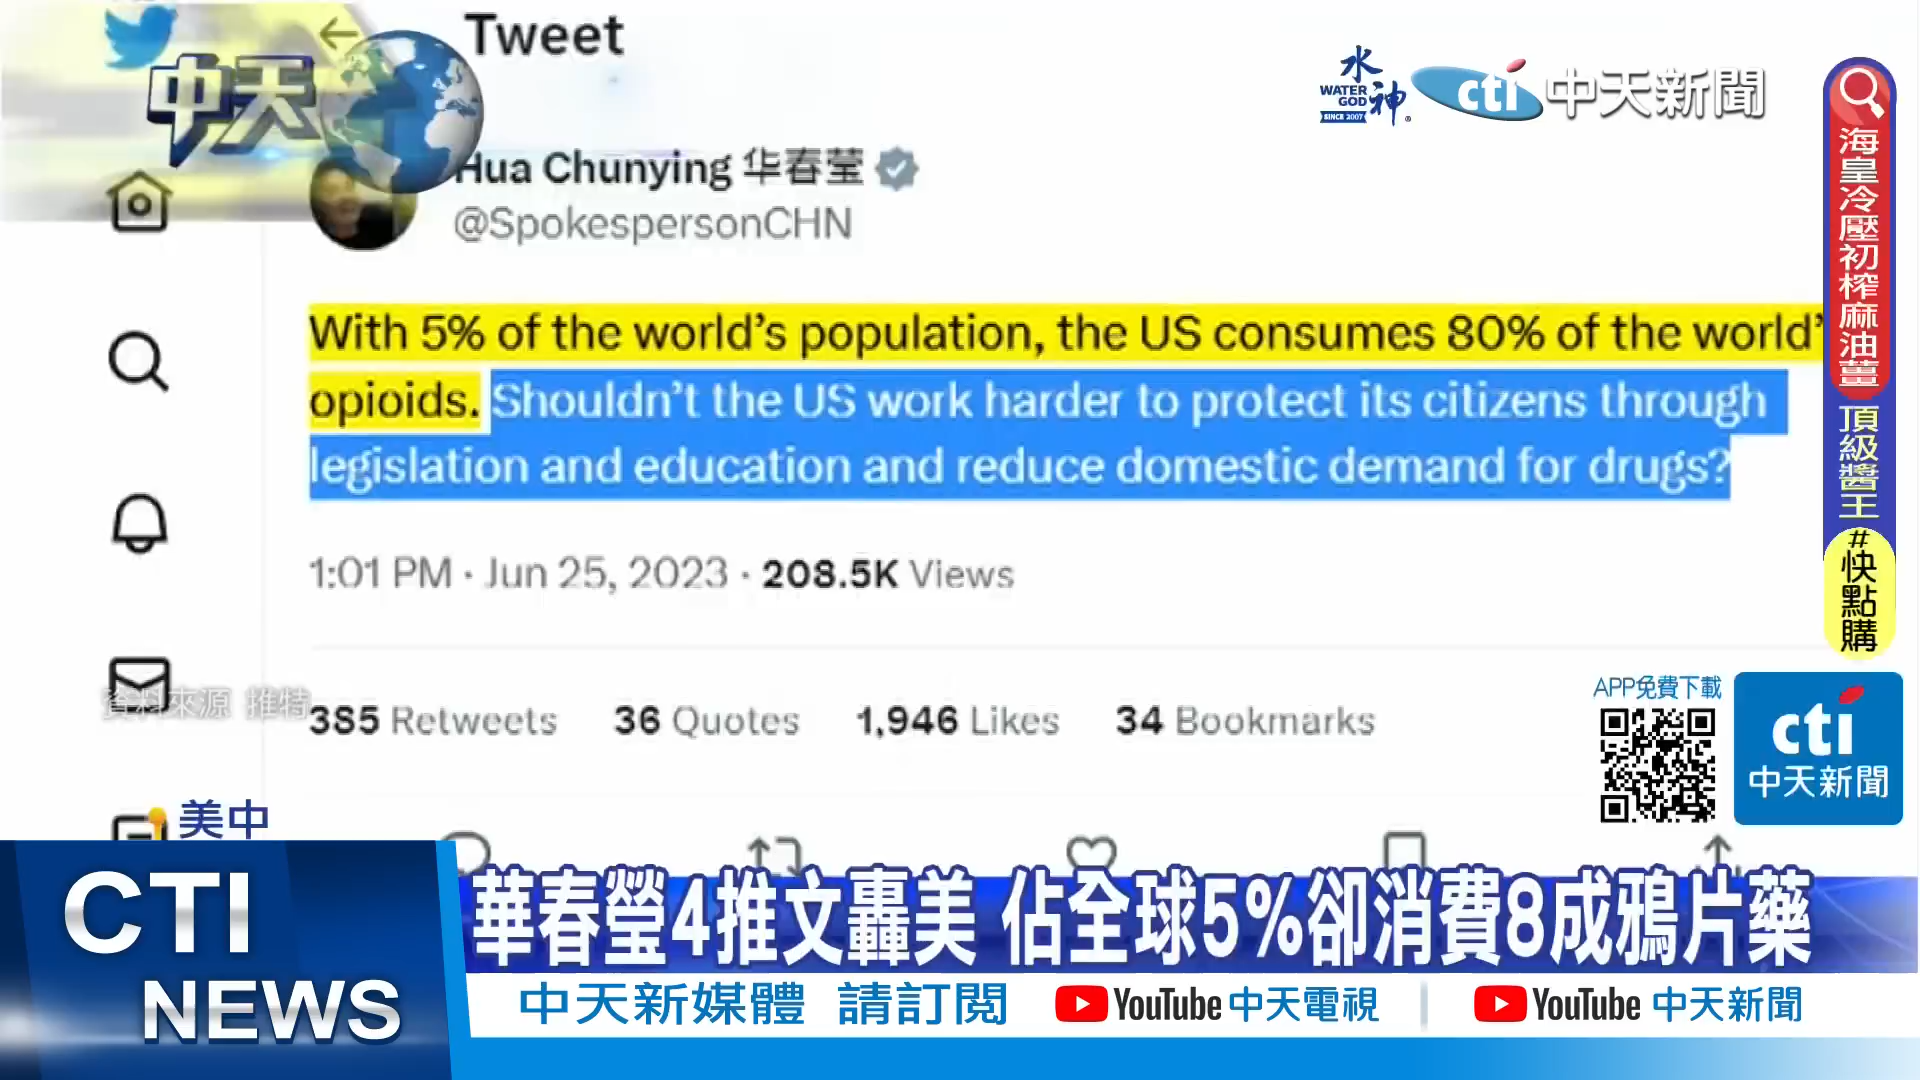 Tweet
中天
水神
WATER GOD
SINCE 2007
cti 中天新聞
Hua Chunying 华春莹
@SpokespersonCHN
With 5% of the world's population, the US consumes 80% of the world'
opioids. Shouldn't the US work harder to protect its citizens through
legislation and education and reduce domestic demand for drugs?
1:01 PM · Jun 25, 2023 · 208.5K Views
資料來源 推特
385 Retweets 36 Quotes 1,946 Likes 34 Bookmarks
海皇冷壓初榨麻油薑
頂級醬王
#快點購
APP免費下載
cti
中天新聞
美中
CTI
NEWS
華春瑩4推文轟美 佔全球5%卻消費8成鴉片藥
中天新媒體 請訂閱 YouTube 中天電視 YouTube 中天新聞